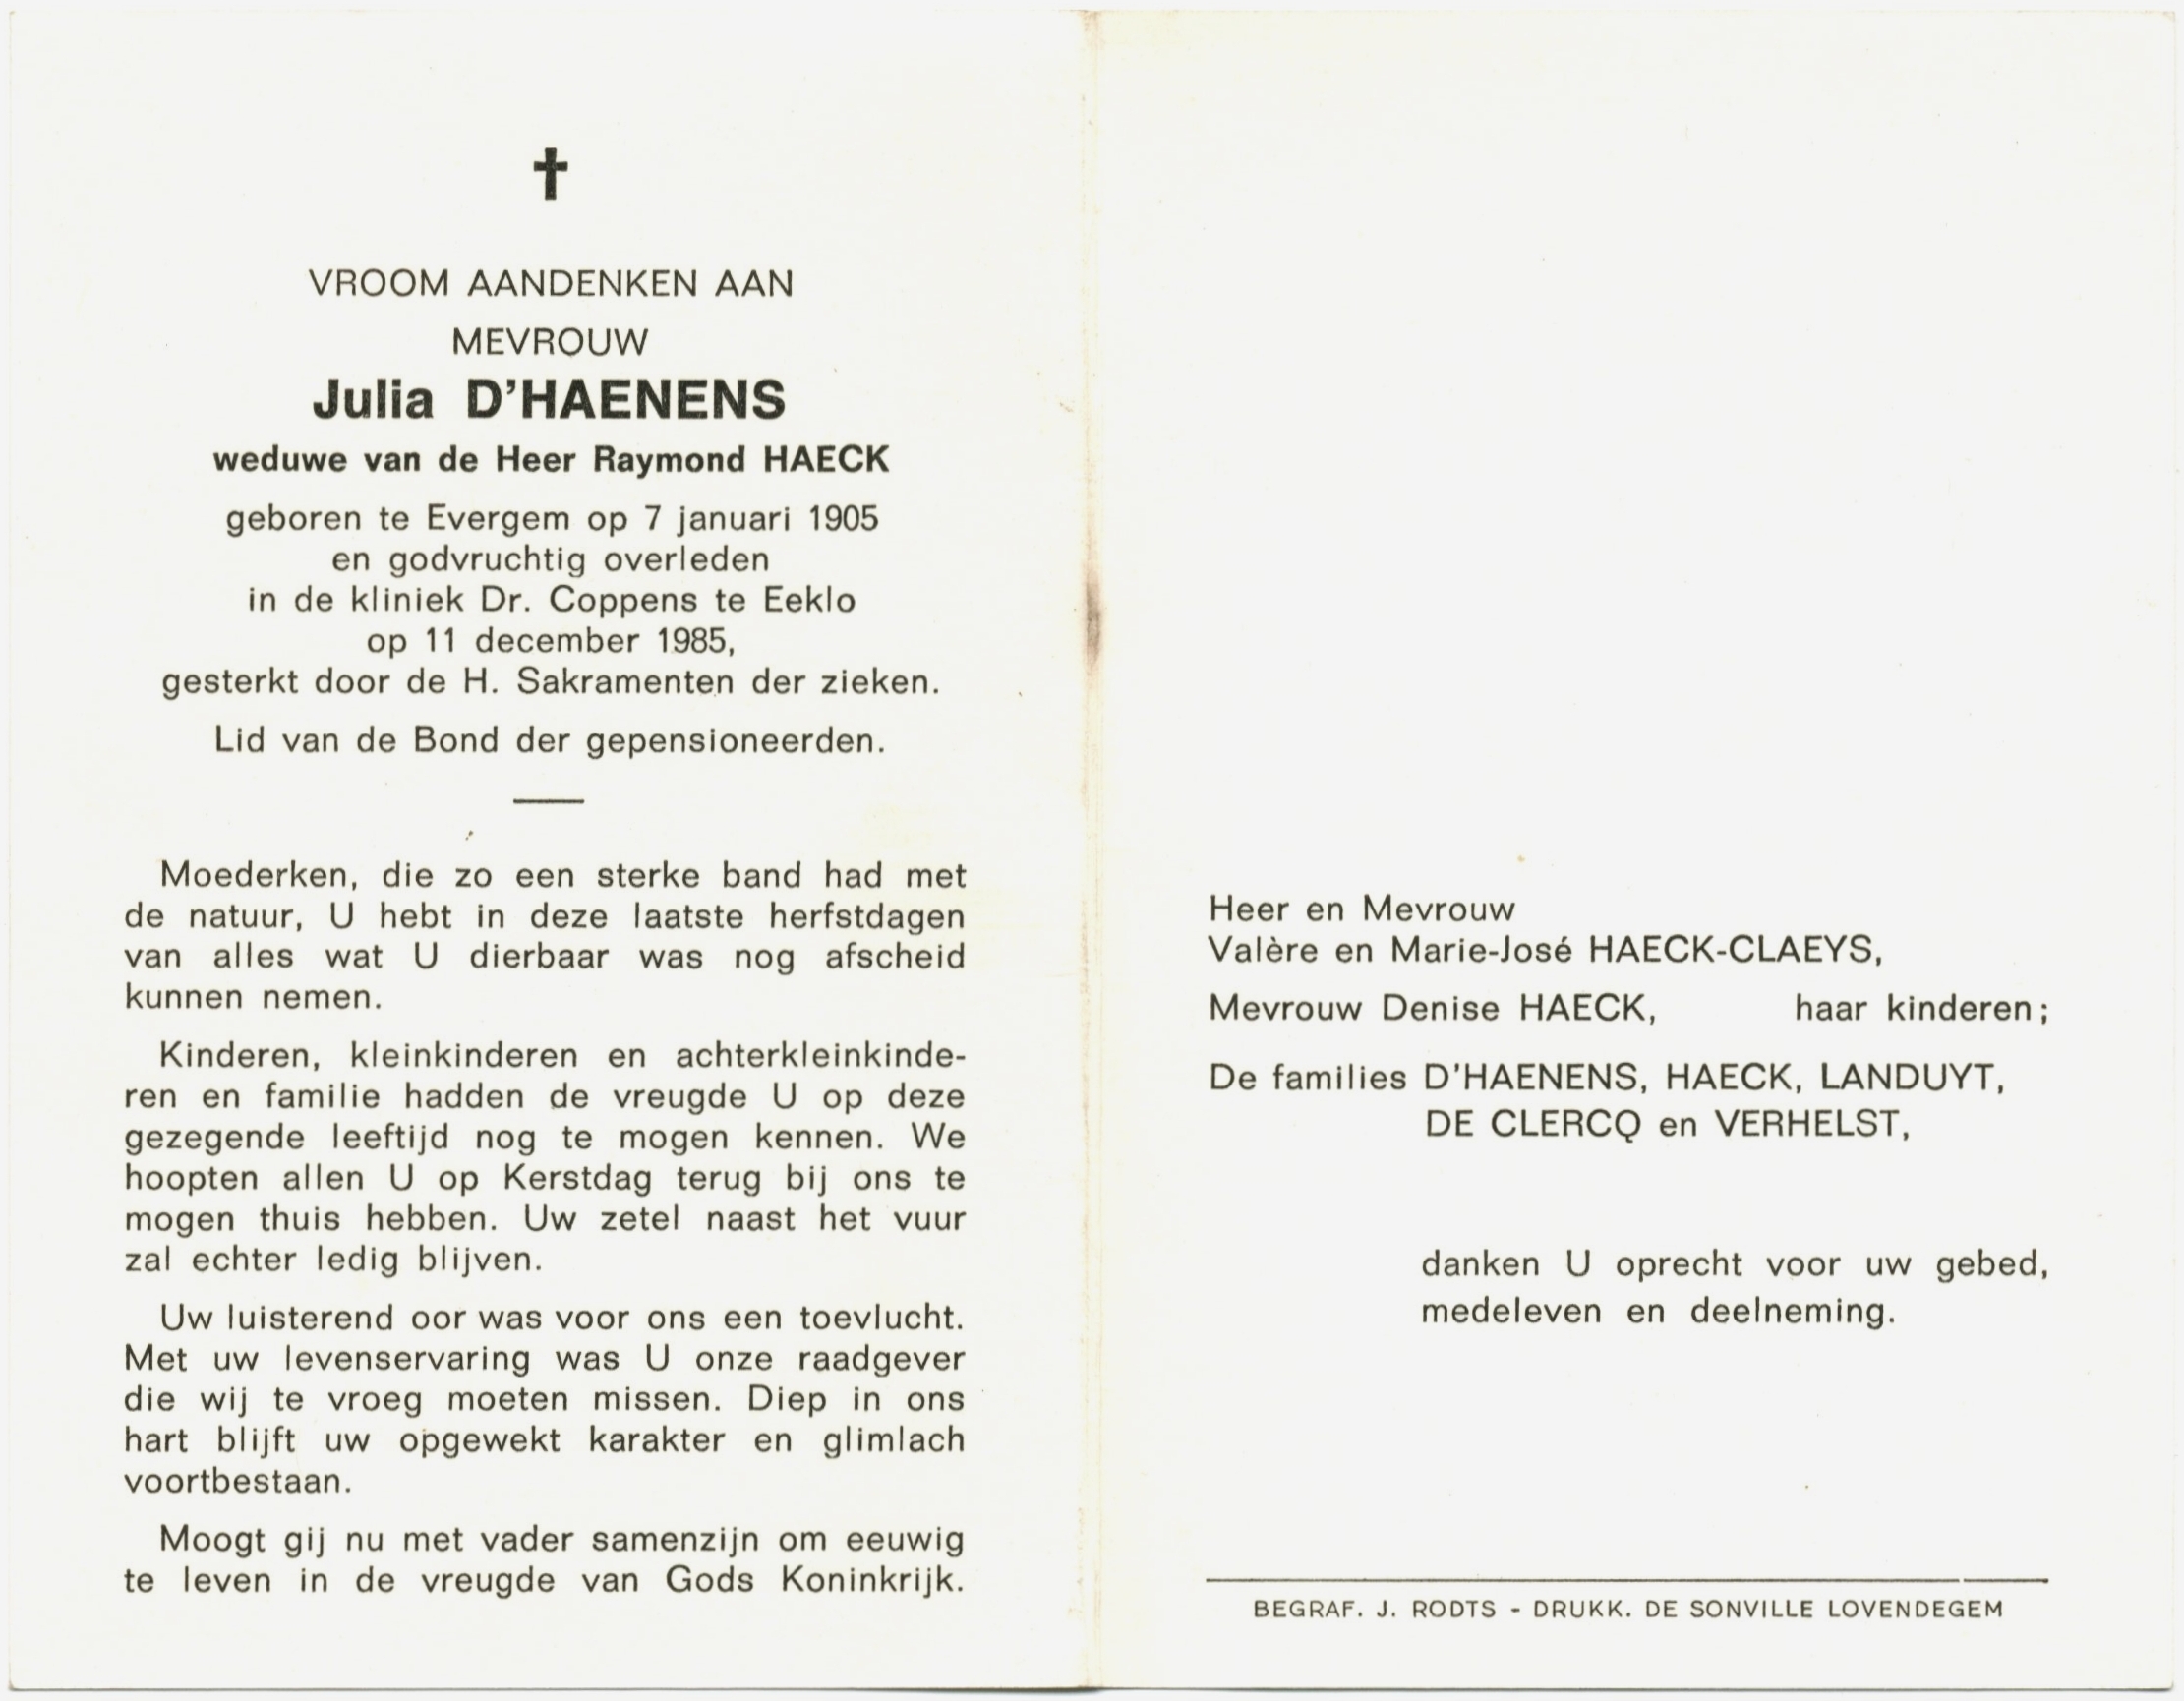 VROOM AANDENKEN AAN
MEVROUW
Julia D'HAENENS
weduwe van de Heer Raymond HAECK
geboren te Evergem op 7 januari 1905
en godvruchtig overleden
in de kliniek Dr. Coppens te Eeklo
op 11 december 1985,
gesterkt door de H. Sakramenten der zieken.
Lid van de Bond der gepensioneerden.
Moederken, die zo een sterke band had met
de natuur, U hebt in deze laatste herfstdagen
van alles wat U dierbaar was nog afscheid
kunnen nemen.
Kinderen, kleinkinderen en achterkleinkinde-
ren en familie hadden de vreugde U op deze
gezegende leeftijd nog te mogen kennen. We
hoopten allen U op Kerstdag terug bij ons te
mogen thuis hebben. Uw zetel naast het vuur
zal echter ledig blijven.
Uw luisterend oor was voor ons een toevlucht.
Met uw levenservaring was U onze raadgever
die wij te vroeg moeten missen. Diep in ons
hart blijft uw opgewekt karakter en glimlach
voortbestaan.
Moogt gij nu met vader samenzijn om eeuwig
te leven in de vreugde van Gods Koninkrijk.
Heer en Mevrouw
Valère en Marie-José HAECK-CLAEYS,
Mevrouw Denise HAECK, haar kinderen;
De families D'HAENENS, HAECK, LANDUYT,
DE CLERCQ en VERHELST,
danken U oprecht voor uw gebed,
medeleven en deelneming.
BEGRAF. J. RODTS - DRUKK. DE SONVILLE LOVENDEGEM